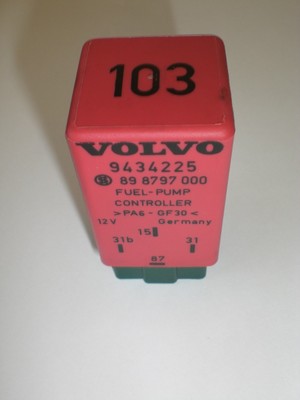 103
VOLVO
9434225
S 89 8797 000
FUEL-PUMP
CONTROLLER
>PA6-GF30<
12V Germany
15
31b 31
87